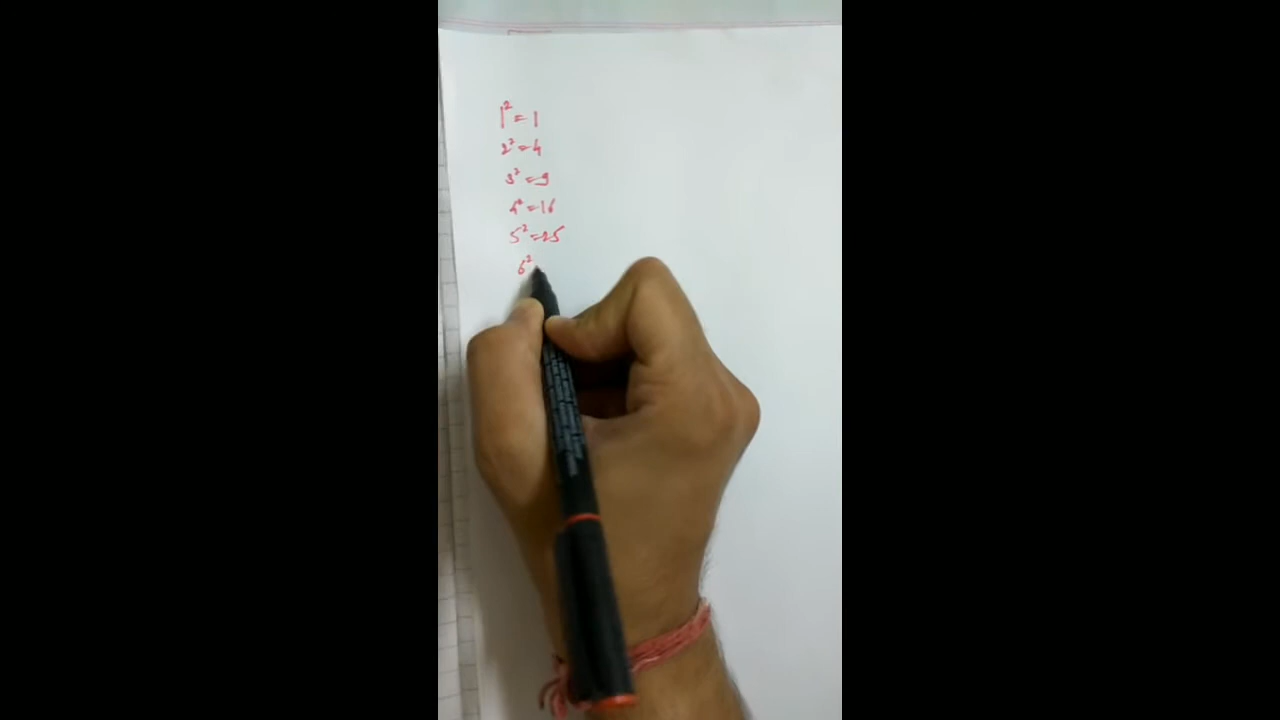 1² = 1
2² = 4
3² = 9
4² = 16
5² = 25
6²